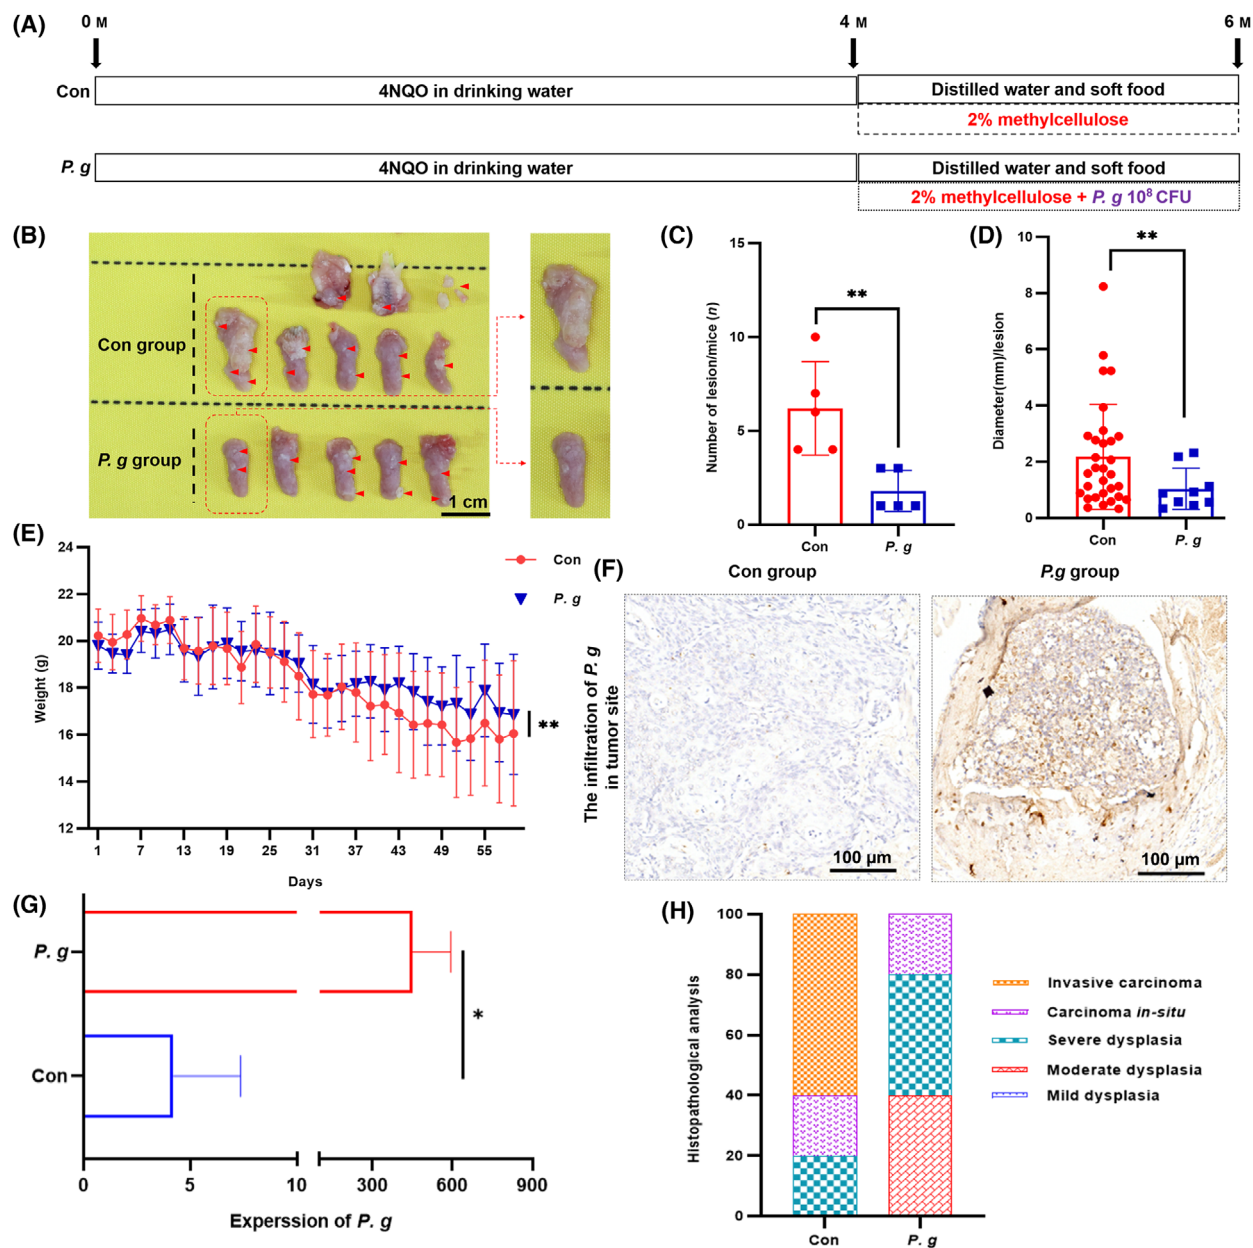 (A)
0 M 4 M 6 M
Con 4NQO in drinking water Distilled water and soft food
2% methylcellulose
P. g 4NQO in drinking water Distilled water and soft food
2% methylcellulose + P. g 10⁸ CFU
(B)
Con group
P. g group
1 cm
(C)
Number of lesion/mice (n)
15
10
5
0
**
Con P. g
(D)
Diameter(mm)/lesion
10
8
6
4
2
0
**
Con P. g
(E)
Weight (g)
24
22
20
18
16
14
12
Con
P. g
**
1 7 13 19 25 31 37 43 49 55
Days
(F)
Con group P.g group
The infiltration of P. g
in tumor site
100 μm 100 μm
(G)
P. g
Con
*
0 5 10 300 600 900
Experssion of P. g
(H)
Histopathological analysis
100
80
60
40
20
0
Con P. g
Invasive carcinoma
Carcinoma in-situ
Severe dysplasia
Moderate dysplasia
Mild dysplasia